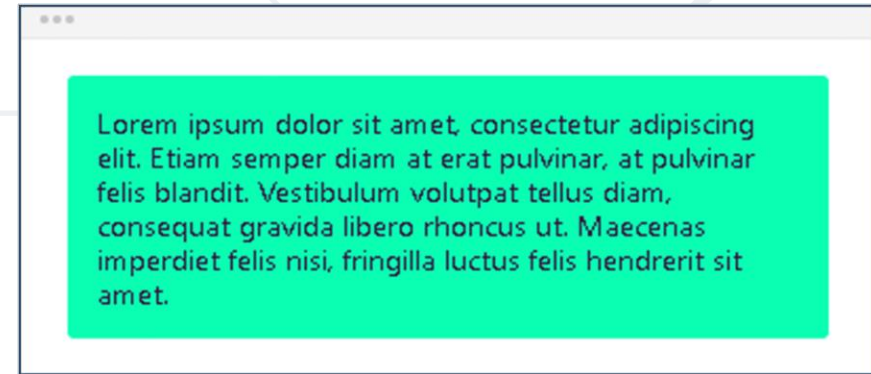 Lorem ipsum dolor sit amet, consectetur adipiscing
elit. Etiam semper diam at erat pulvinar, at pulvinar
felis blandit. Vestibulum volutpat tellus diam,
consequat gravida libero rhoncus ut. Maecenas
imperdiet felis nisi, fringilla luctus felis hendrerit sit
amet.